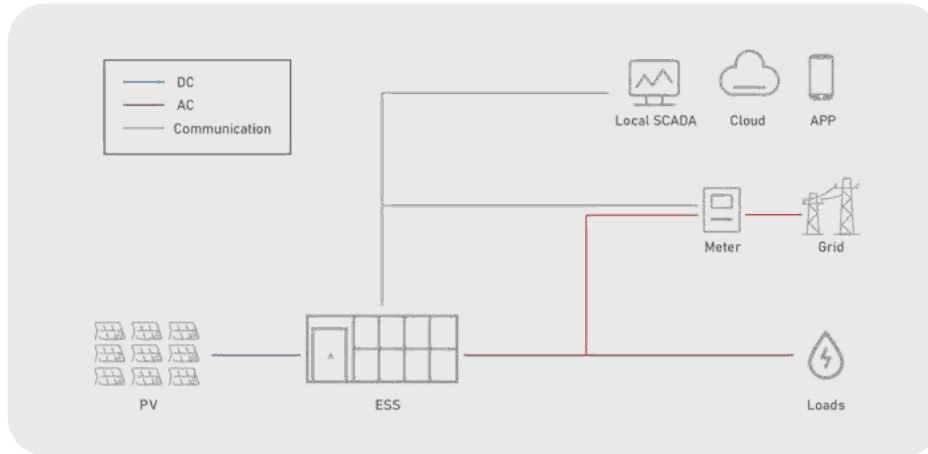 DC
AC
Communication
Local SCADA
Cloud
APP
Meter
Grid
PV
ESS
Loads